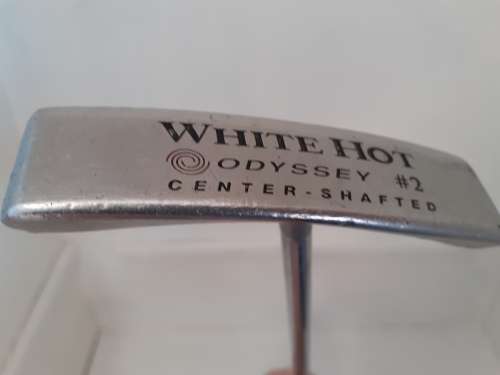 WHITE HOT
ODYSSEY #2
CENTER-SHAFTED